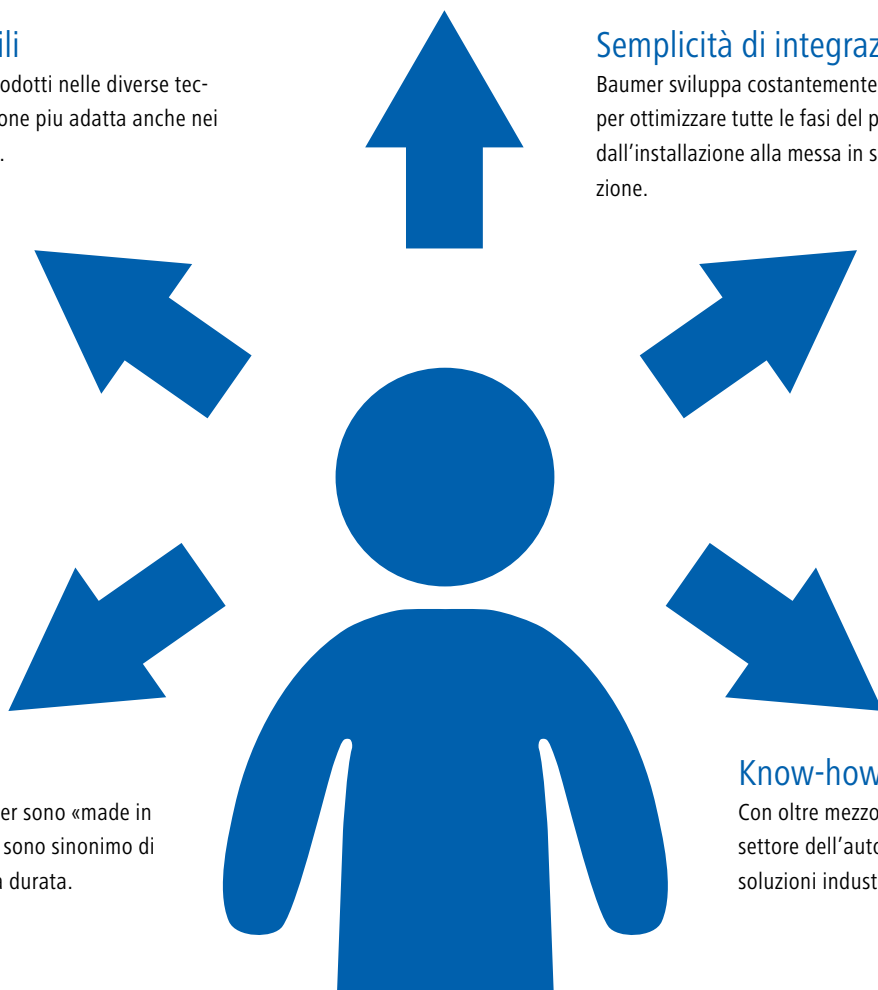 ili
odotti nelle diverse tec-
one piu adatta anche nei
.
Semplicità di integraz
Baumer sviluppa costantemente
per ottimizzare tutte le fasi del p
dall’installazione alla messa in s
zione.
er sono «made in
sono sinonimo di
durata.
Know-how
Con oltre mezzo
settore dell’auto
soluzioni indust